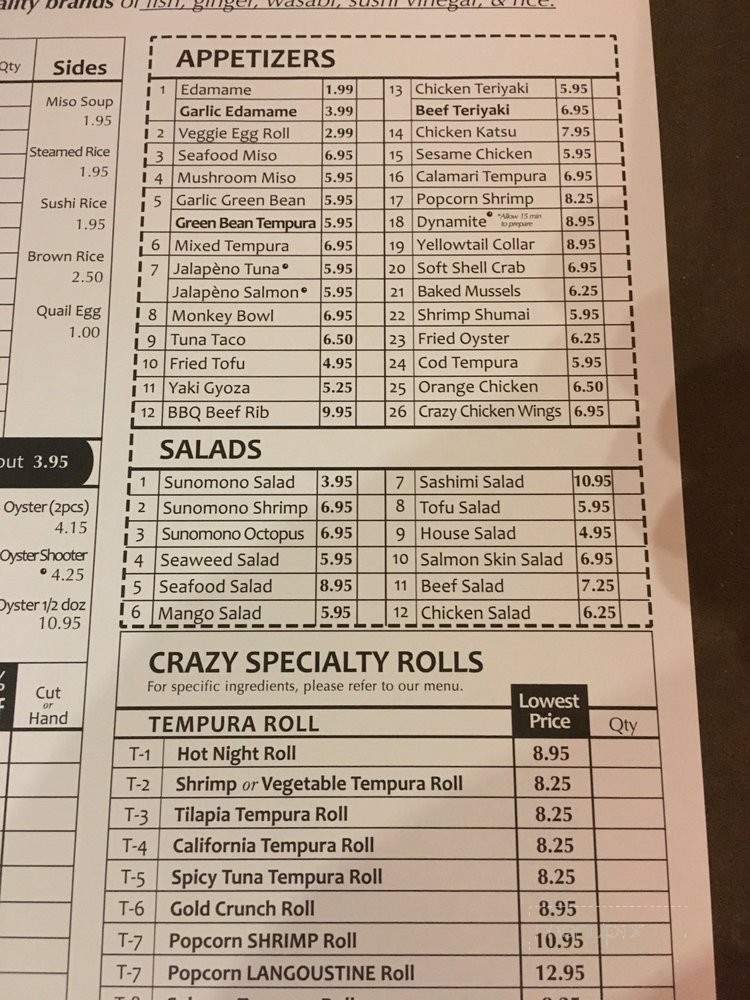 ality brands of fish, ginger, wasabi, sushi vinegar, & rice.
Qty Sides
Miso Soup
1.95
Steamed Rice
1.95
Sushi Rice
1.95
Brown Rice
2.50
Quail Egg
1.00
out 3.95
Oyster (2pcs)
4.15
Oyster Shooter
4.25
Oyster 1/2 doz
10.95
Cut
or
Hand
APPETIZERS
1 Edamame 1.99
Garlic Edamame 3.99
2 Veggie Egg Roll 2.99
3 Seafood Miso 6.95
4 Mushroom Miso 5.95
5 Garlic Green Bean 5.95
Green Bean Tempura 5.95
6 Mixed Tempura 6.95
7 Jalapèno Tuna 5.95
Jalapèno Salmon 5.95
8 Monkey Bowl 6.95
9 Tuna Taco 6.50
10 Fried Tofu 4.95
11 Yaki Gyoza 5.25
12 BBQ Beef Rib 9.95
13 Chicken Teriyaki 5.95
Beef Teriyaki 6.95
14 Chicken Katsu 7.95
15 Sesame Chicken 5.95
16 Calamari Tempura 6.95
17 Popcorn Shrimp 8.25
18 Dynamite *Allow 15 min to prepare 8.95
19 Yellowtail Collar 8.95
20 Soft Shell Crab 6.95
21 Baked Mussels 6.25
22 Shrimp Shumai 5.95
23 Fried Oyster 6.25
24 Cod Tempura 5.95
25 Orange Chicken 6.50
26 Crazy Chicken Wings 6.95
SALADS
1 Sunomono Salad 3.95
2 Sunomono Shrimp 6.95
3 Sunomono Octopus 6.95
4 Seaweed Salad 5.95
5 Seafood Salad 8.95
6 Mango Salad 5.95
7 Sashimi Salad 10.95
8 Tofu Salad 5.95
9 House Salad 4.95
10 Salmon Skin Salad 6.95
11 Beef Salad 7.25
12 Chicken Salad 6.25
CRAZY SPECIALTY ROLLS
For specific ingredients, please refer to our menu.
TEMPURA ROLL Lowest Price Qty
T-1 Hot Night Roll 8.95
T-2 Shrimp or Vegetable Tempura Roll 8.25
T-3 Tilapia Tempura Roll 8.25
T-4 California Tempura Roll 8.25
T-5 Spicy Tuna Tempura Roll 8.25
T-6 Gold Crunch Roll 8.95
T-7 Popcorn SHRIMP Roll 10.95
T-7 Popcorn LANGOUSTINE Roll 12.95